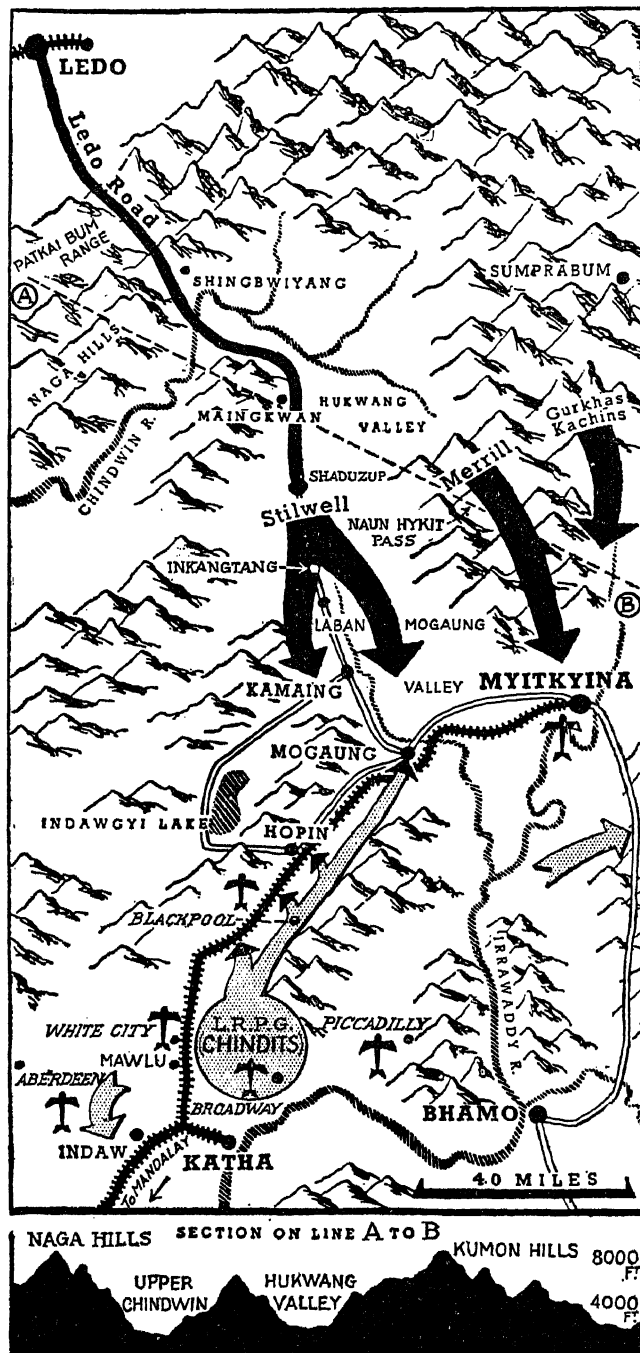 LEDO
Ledo Road
PATKAI BUM
RANGE
SHINGBWIYANG
SUMPRABUM
A
NAGA HILLS
CHINDWIN R.
MAINGKWAN
HUKWANG
VALLEY
Gurkhas
Kachins
Merrill
SHADUZUP
Stilwell
NAUN HYKIT
PASS
INKANGTANG
B
LABAN
MOGAUNG
KAMAING
VALLEY
MYITKYINA
MOGAUNG
INDAWGYI LAKE
HOPIN
BLACKPOOL
IRRAWADDY R.
L.R.P.G.
CHINDITS
PICCADILLY
WHITE CITY
MAWLU
ABERDEEN
BROADWAY
BHAMO
INDAW
KATHA
To MANDALAY
40 MILES
SECTION ON LINE A TO B
NAGA HILLS
KUMON HILLS
8000
FT.
UPPER
CHINDWIN
HUKWANG
VALLEY
4000
FT.